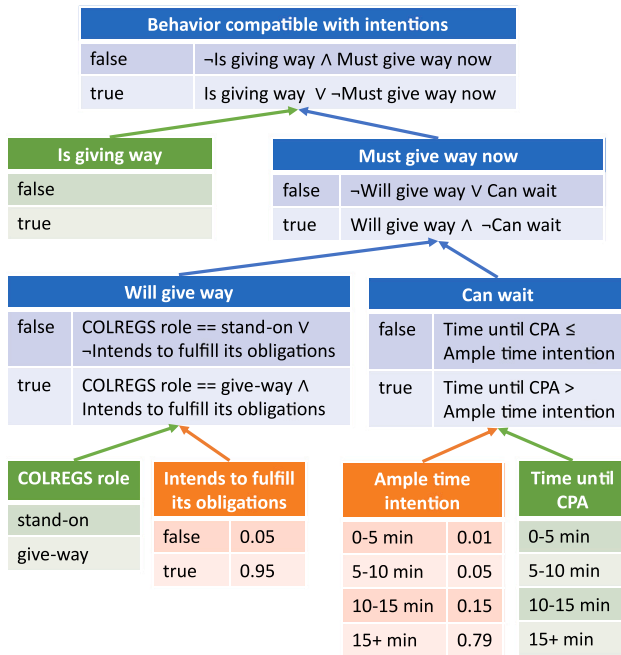 Behavior compatible with intentions
false ¬Is giving way ∧ Must give way now
true Is giving way ∨ ¬Must give way now
Is giving way
false
true
Must give way now
false ¬Will give way ∨ Can wait
true Will give way ∧ ¬Can wait
Will give way
false COLREGS role == stand-on ∨
¬Intends to fulfill its obligations
true COLREGS role == give-way ∧
Intends to fulfill its obligations
Can wait
false Time until CPA ≤
Ample time intention
true Time until CPA >
Ample time intention
COLREGS role
stand-on
give-way
Intends to fulfill
its obligations
false 0.05
true 0.95
Ample time
intention
0-5 min 0.01
5-10 min 0.05
10-15 min 0.15
15+ min 0.79
Time until
CPA
0-5 min
5-10 min
10-15 min
15+ min